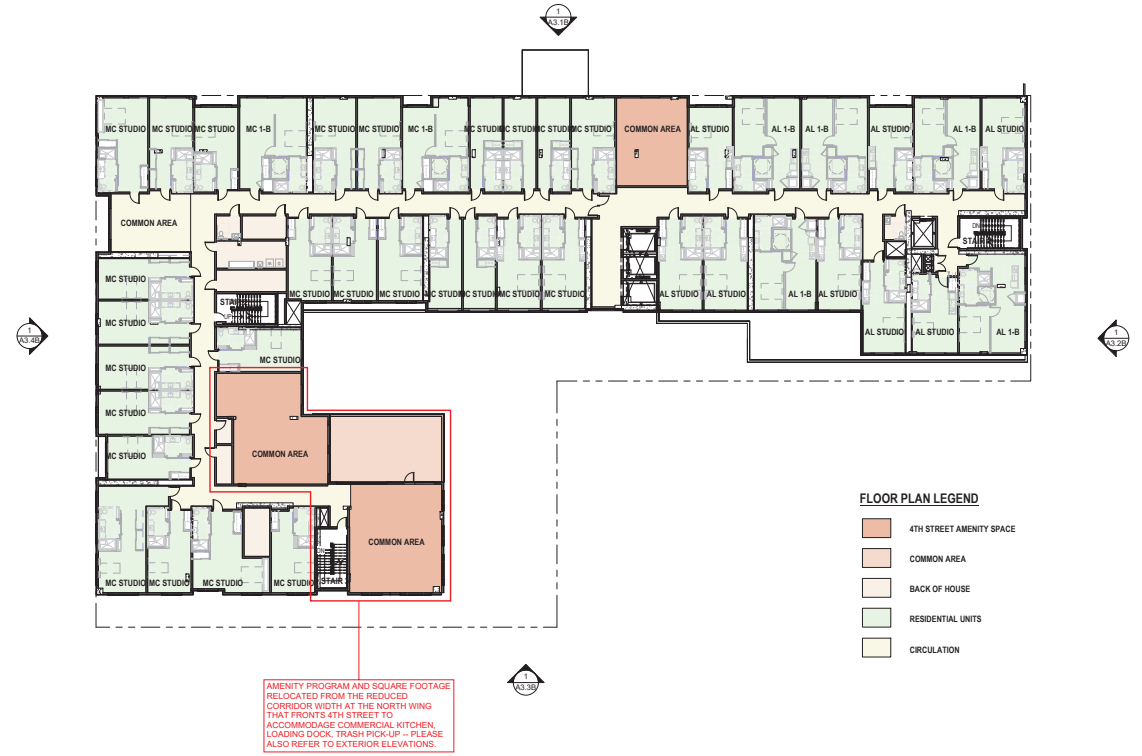 1
A3.1B
MC STUDIO
MC STUDIO
MC STUDIO
MC 1-B
MC STUDIO
MC STUDIO
MC 1-B
MC STUDIO
MC STUDIO
MC STUDIO
MC STUDIO
COMMON AREA
AL STUDIO
AL 1-B
AL 1-B
AL STUDIO
AL 1-B
AL STUDIO
COMMON AREA
DN
STAIR
MC STUDIO
MC STUDIO
MC STUDIO
MC STUDIO
MC STUDIO
MC STUDIO
MC STUDIO
AL STUDIO
AL STUDIO
AL 1-B
AL STUDIO
MC STUDIO
MC STUDIO
STAIR
UP
1
A3.4B
AL STUDIO
AL STUDIO
AL 1-B
1
A3.2B
MC STUDIO
MC STUDIO
MC STUDIO
MC STUDIO
COMMON AREA
COMMON AREA
DN
MC STUDIO
MC STUDIO
MC STUDIO
MC STUDIO
STAIR
FLOOR PLAN LEGEND
4TH STREET AMENITY SPACE
COMMON AREA
BACK OF HOUSE
RESIDENTIAL UNITS
CIRCULATION
1
A3.3B
AMENITY PROGRAM AND SQUARE FOOTAGE
RELOCATED FROM THE REDUCED
CORRIDOR WIDTH AT THE NORTH WING
THAT FRONTS 4TH STREET TO
ACCOMMODAGE COMMERCIAL KITCHEN,
LOADING DOCK, TRASH PICK-UP -- PLEASE
ALSO REFER TO EXTERIOR ELEVATIONS.